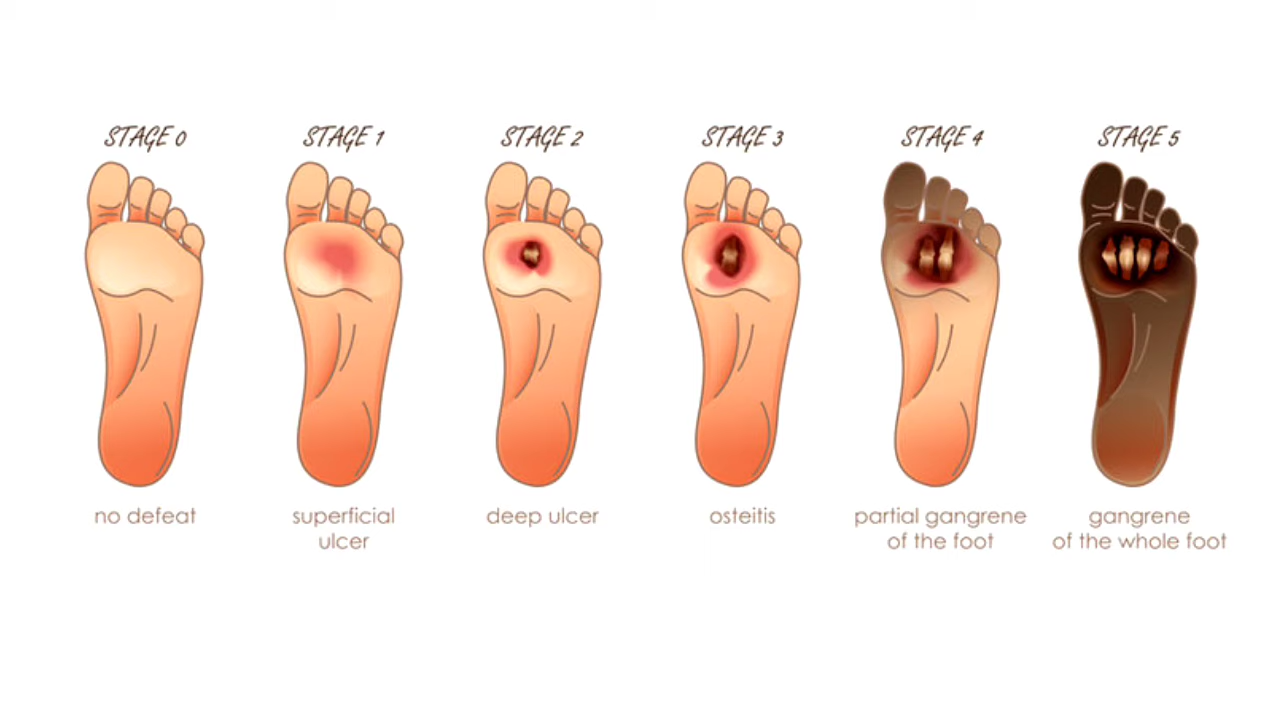 STAGE 0
STAGE 1
STAGE 2
STAGE 3
STAGE 4
STAGE 5
no defeat
superficial
ulcer
deep ulcer
osteitis
partial gangrene
of the foot
gangrene
of the whole foot